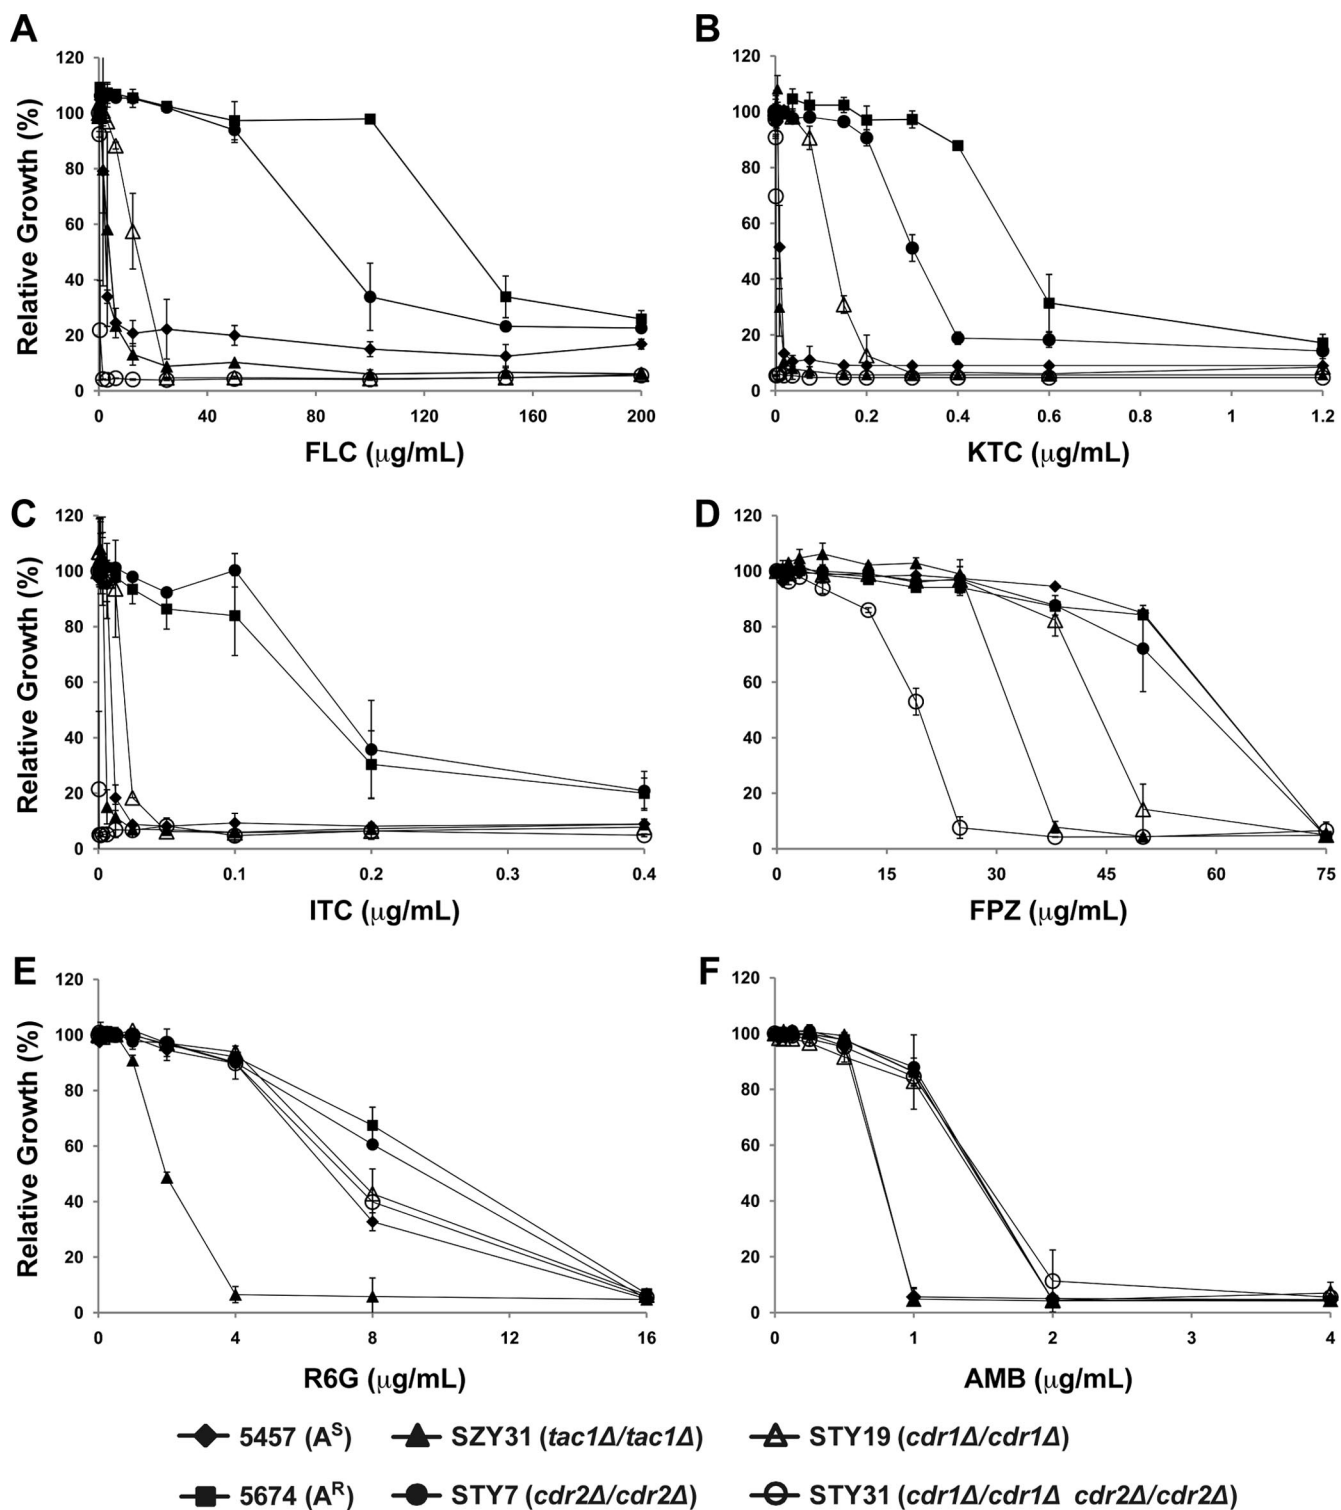 A
B
120
100
80
60
40
20
0
Relative Growth (%)
0 40 80 120 160 200
FLC (μg/mL)
120
100
80
60
40
20
0
0 0.2 0.4 0.6 0.8 1 1.2
KTC (μg/mL)
C
D
120
100
80
60
40
20
0
Relative Growth (%)
0 0.1 0.2 0.3 0.4
ITC (μg/mL)
120
100
80
60
40
20
0
0 15 30 45 60 75
FPZ (μg/mL)
E
F
120
100
80
60
40
20
0
Relative Growth (%)
0 4 8 12 16
R6G (μg/mL)
120
100
80
60
40
20
0
0 1 2 3 4
AMB (μg/mL)
5457 (A^S) SZY31 (tac1Δ/tac1Δ) STY19 (cdr1Δ/cdr1Δ)
5674 (A^R) STY7 (cdr2Δ/cdr2Δ) STY31 (cdr1Δ/cdr1Δ cdr2Δ/cdr2Δ)